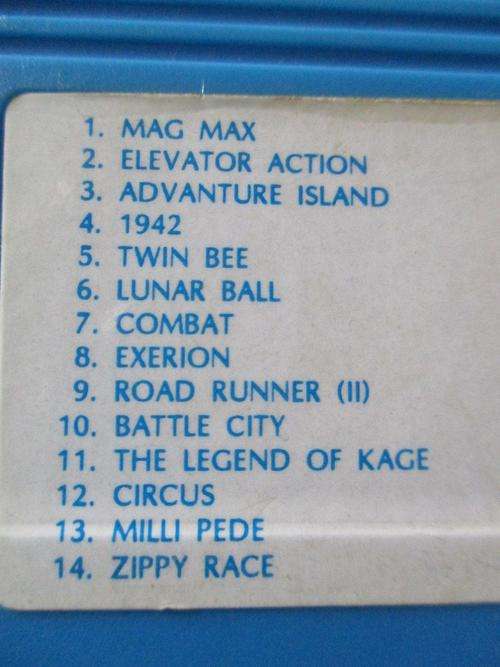 1. MAG MAX
2. ELEVATOR ACTION
3. ADVANTURE ISLAND
4. 1942
5. TWIN BEE
6. LUNAR BALL
7. COMBAT
8. EXERION
9. ROAD RUNNER (II)
10. BATTLE CITY
11. THE LEGEND OF KAGE
12. CIRCUS
13. MILLI PEDE
14. ZIPPY RACE